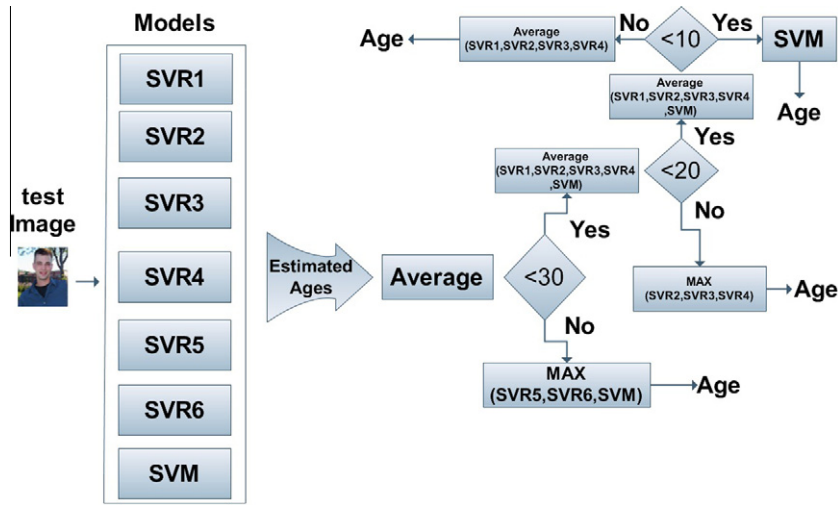 Models
SVR1
SVR2
SVR3
SVR4
SVR5
SVR6
SVM
test
Image
Estimated
Ages
Average
<30
Yes
No
MAX
(SVR5,SVR6,SVM)
Age
Average
(SVR1,SVR2,SVR3,SVR4
,SVM)
<20
Yes
No
MAX
(SVR2,SVR3,SVR4)
Age
Average
(SVR1,SVR2,SVR3,SVR4
,SVM)
<10
Yes
No
SVM
Age
Average
(SVR1,SVR2,SVR3,SVR4)
Age